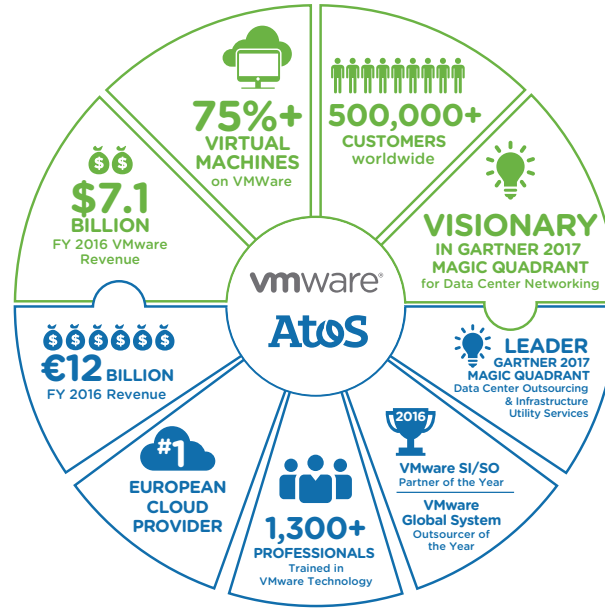 75%+
VIRTUAL
MACHINES
on VMWare
500,000+
CUSTOMERS
worldwide
$ $
$7.1
BILLION
FY 2016 VMware
Revenue
VISIONARY
IN GARTNER 2017
MAGIC QUADRANT
for Data Center Networking
vmware®
Atos
$ $ $ $ $ $
€12 BILLION
FY 2016 Revenue
LEADER
GARTNER 2017
MAGIC QUADRANT
Data Center Outsourcing
& Infrastructure
Utility Services
#1
EUROPEAN
CLOUD
PROVIDER
1,300+
PROFESSIONALS
Trained in
VMware Technology
2016
VMware SI/SO
Partner of the Year
VMware
Global System
Outsourcer of
the Year